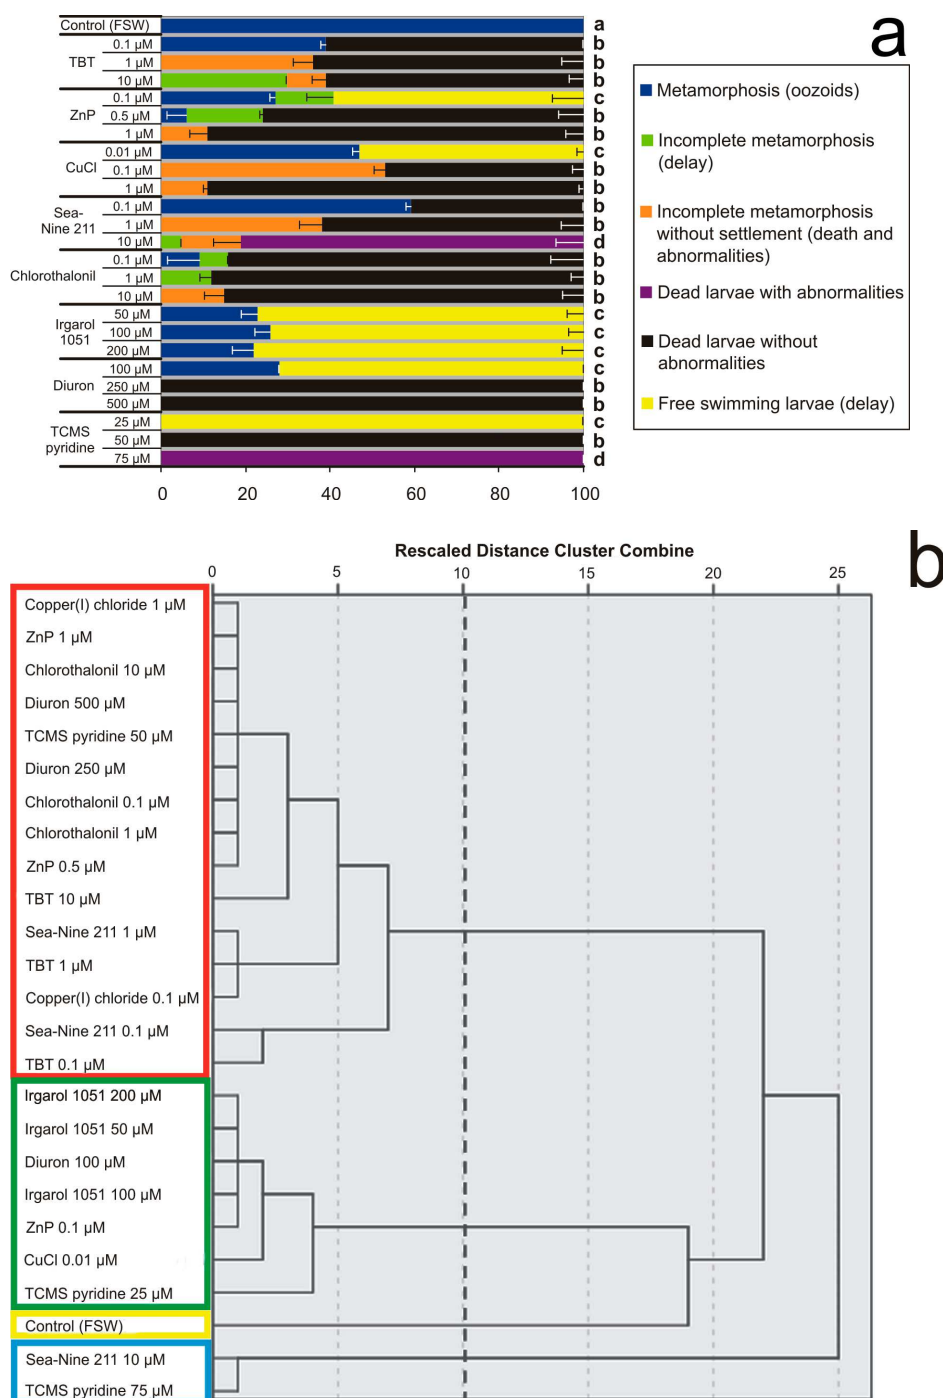 a
Control (FSW) a
TBT
0.1 µM b
1 µM b
10 µM b
ZnP
0.1 µM c
0.5 µM b
1 µM b
CuCl
0.01 µM c
0.1 µM b
1 µM b
Sea-
Nine 211
0.1 µM b
1 µM b
10 µM d
Chlorothalonil
0.1 µM b
1 µM b
10 µM b
Irgarol
1051
50 µM c
100 µM c
200 µM c
Diuron
100 µM c
250 µM b
500 µM b
TCMS
pyridine
25 µM c
50 µM b
75 µM d
0 20 40 60 80 100
Metamorphosis (oozoids)
Incomplete metamorphosis
(delay)
Incomplete metamorphosis
without settlement (death and
abnormalities)
Dead larvae with abnormalities
Dead larvae without
abnormalities
Free swimming larvae (delay)
b
Rescaled Distance Cluster Combine
0 5 10 15 20 25
Copper(I) chloride 1 µM
ZnP 1 µM
Chlorothalonil 10 µM
Diuron 500 µM
TCMS pyridine 50 µM
Diuron 250 µM
Chlorothalonil 0.1 µM
Chlorothalonil 1 µM
ZnP 0.5 µM
TBT 10 µM
Sea-Nine 211 1 µM
TBT 1 µM
Copper(I) chloride 0.1 µM
Sea-Nine 211 0.1 µM
TBT 0.1 µM
Irgarol 1051 200 µM
Irgarol 1051 50 µM
Diuron 100 µM
Irgarol 1051 100 µM
ZnP 0.1 µM
CuCl 0.01 µM
TCMS pyridine 25 µM
Control (FSW)
Sea-Nine 211 10 µM
TCMS pyridine 75 µM